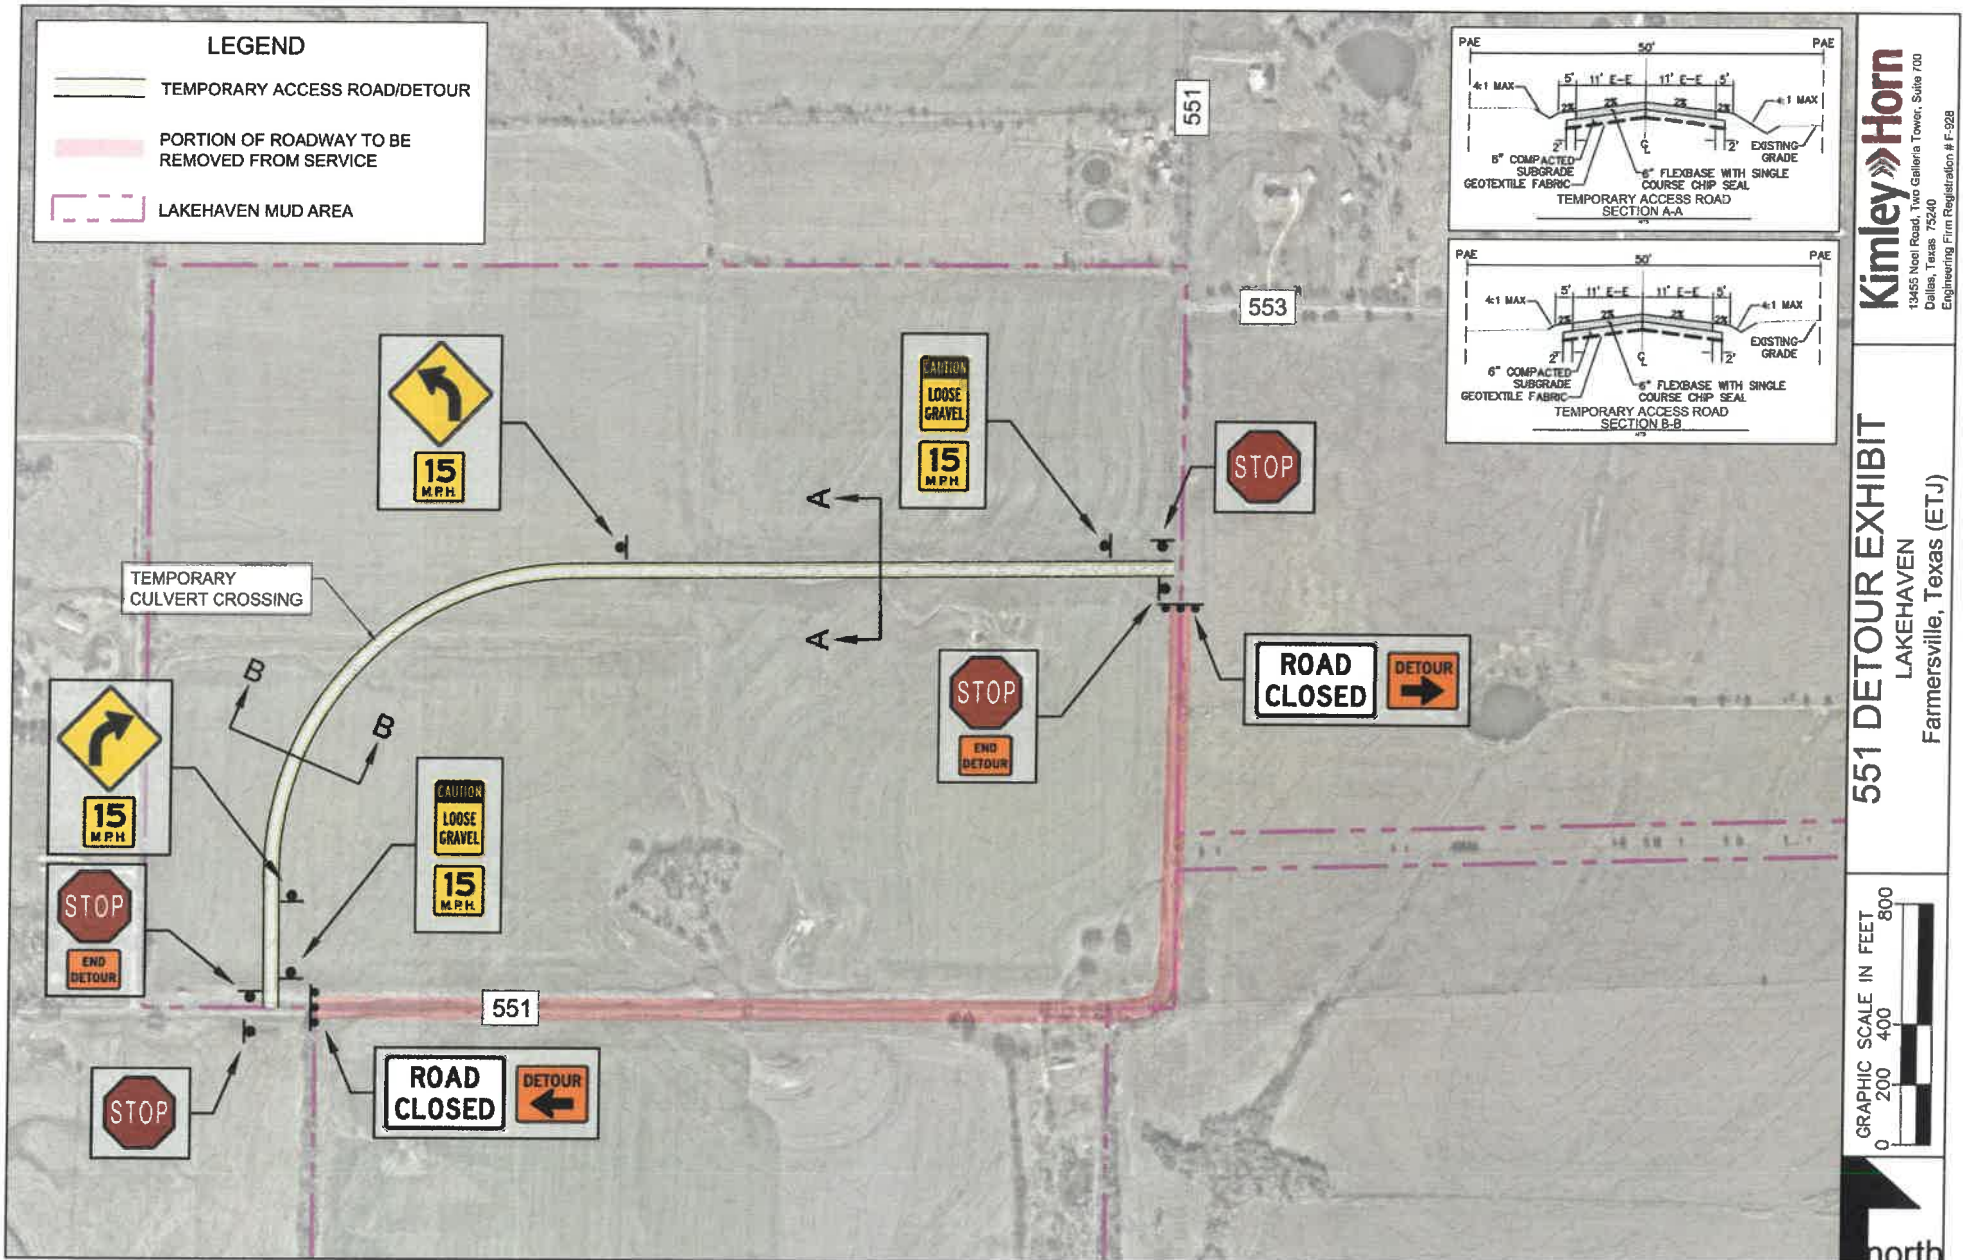 LEGEND
TEMPORARY ACCESS ROAD/DETOUR
PORTION OF ROADWAY TO BE
REMOVED FROM SERVICE
LAKEHAVEN MUD AREA
551
553
PAE
50'
PAE
4:1 MAX
5'
11' E-E
11' E-E
5'
4:1 MAX
2%
2%
2%
2%
2'
2'
6" COMPACTED
SUBGRADE
GEOTEXTILE FABRIC
℄
6" FLEXBASE WITH SINGLE
COURSE CHIP SEAL
EXISTING
GRADE
TEMPORARY ACCESS ROAD
SECTION A-A
NTS
PAE
50'
PAE
4:1 MAX
5'
11' E-E
11' E-E
5'
4:1 MAX
2%
2%
2%
2%
2'
2'
6" COMPACTED
SUBGRADE
GEOTEXTILE FABRIC
℄
6" FLEXBASE WITH SINGLE
COURSE CHIP SEAL
EXISTING
GRADE
TEMPORARY ACCESS ROAD
SECTION B-B
NTS
15
M.P.H.
CAUTION
LOOSE
GRAVEL
15
M.P.H.
STOP
A
A
TEMPORARY
CULVERT CROSSING
B
B
STOP
END
DETOUR
ROAD
CLOSED
DETOUR
15
M.P.H.
CAUTION
LOOSE
GRAVEL
15
M.P.H.
STOP
END
DETOUR
551
STOP
ROAD
CLOSED
DETOUR
Kimley»Horn
13455 Noel Road, Two Galleria Tower, Suite 700
Dallas, Texas 75240
Engineering Firm Registration # F-928
551 DETOUR EXHIBIT
LAKEHAVEN
Farmersville, Texas (ETJ)
GRAPHIC SCALE IN FEET
0 200 400 800
north